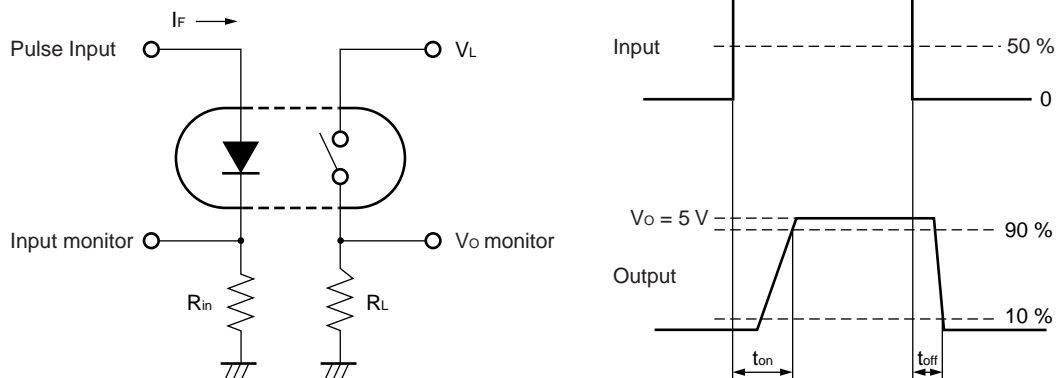 IF
Pulse Input
VL
Input monitor
VO monitor
Rin
RL
Input
50 %
0
VO = 5 V
90 %
Output
10 %
ton
toff